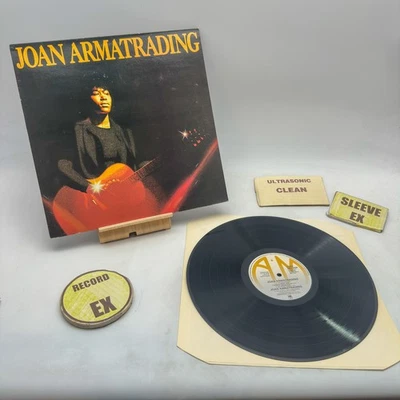 JOAN ARMATRADING
ULTRASONIC
CLEAN
SLEEVE
EX
RECORD
EX
A&M